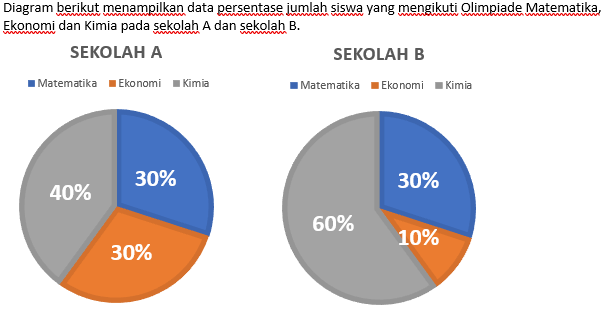 Diagram berikut menampilkan data persentase jumlah siswa yang mengikuti Olimpiade Matematika,
Ekonomi dan Kimia pada sekolah A dan sekolah B.
SEKOLAH A
Matematika Ekonomi Kimia
30%
40%
30%
SEKOLAH B
Matematika Ekonomi Kimia
30%
60%
10%